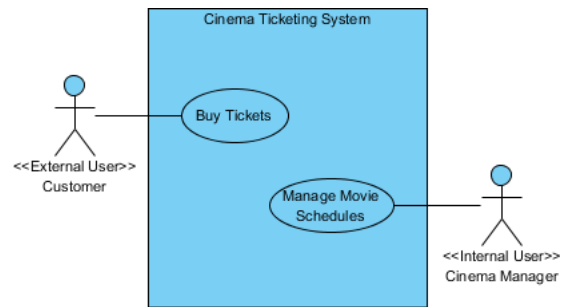 Cinema Ticketing System
Buy Tickets
<<External User>>
Customer
Manage Movie
Schedules
<<Internal User>>
Cinema Manager